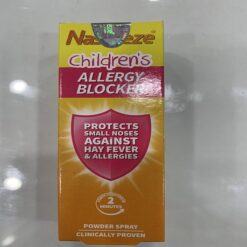 Children's
ALLERGY
BLOCKER
PROTECTS
SMALL NOSES
AGAINST
HAY FEVER
& ALLERGIES
2
MINUTES
POWDER SPRAY
CLINICALLY PROVEN